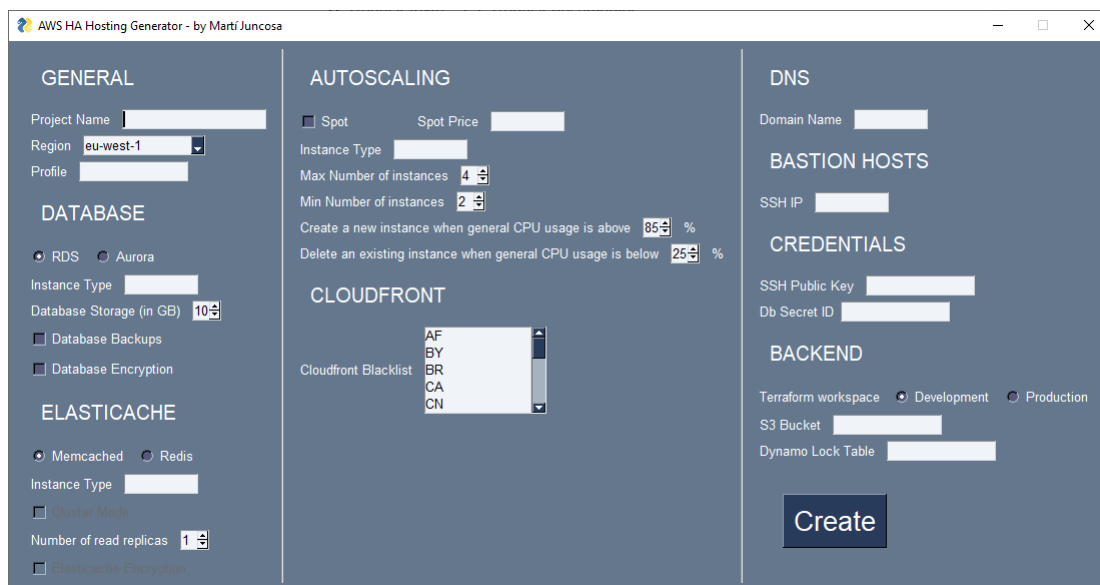 AWS HA Hosting Generator - by Martí Juncosa
GENERAL
Project Name
Region eu-west-1
Profile
DATABASE
RDS Aurora
Instance Type
Database Storage (in GB) 10
Database Backups
Database Encryption
ELASTICACHE
Memcached Redis
Instance Type
Cluster Mode
Number of read replicas 1
Elasticache Encryption
AUTOSCALING
Spot Spot Price
Instance Type
Max Number of instances 4
Min Number of instances 2
Create a new instance when general CPU usage is above 85 %
Delete an existing instance when general CPU usage is below 25 %
CLOUDFRONT
Cloudfront Blacklist
AF
BY
BR
CA
CN
DNS
Domain Name
BASTION HOSTS
SSH IP
CREDENTIALS
SSH Public Key
Db Secret ID
BACKEND
Terraform workspace Development Production
S3 Bucket
Dynamo Lock Table
Create